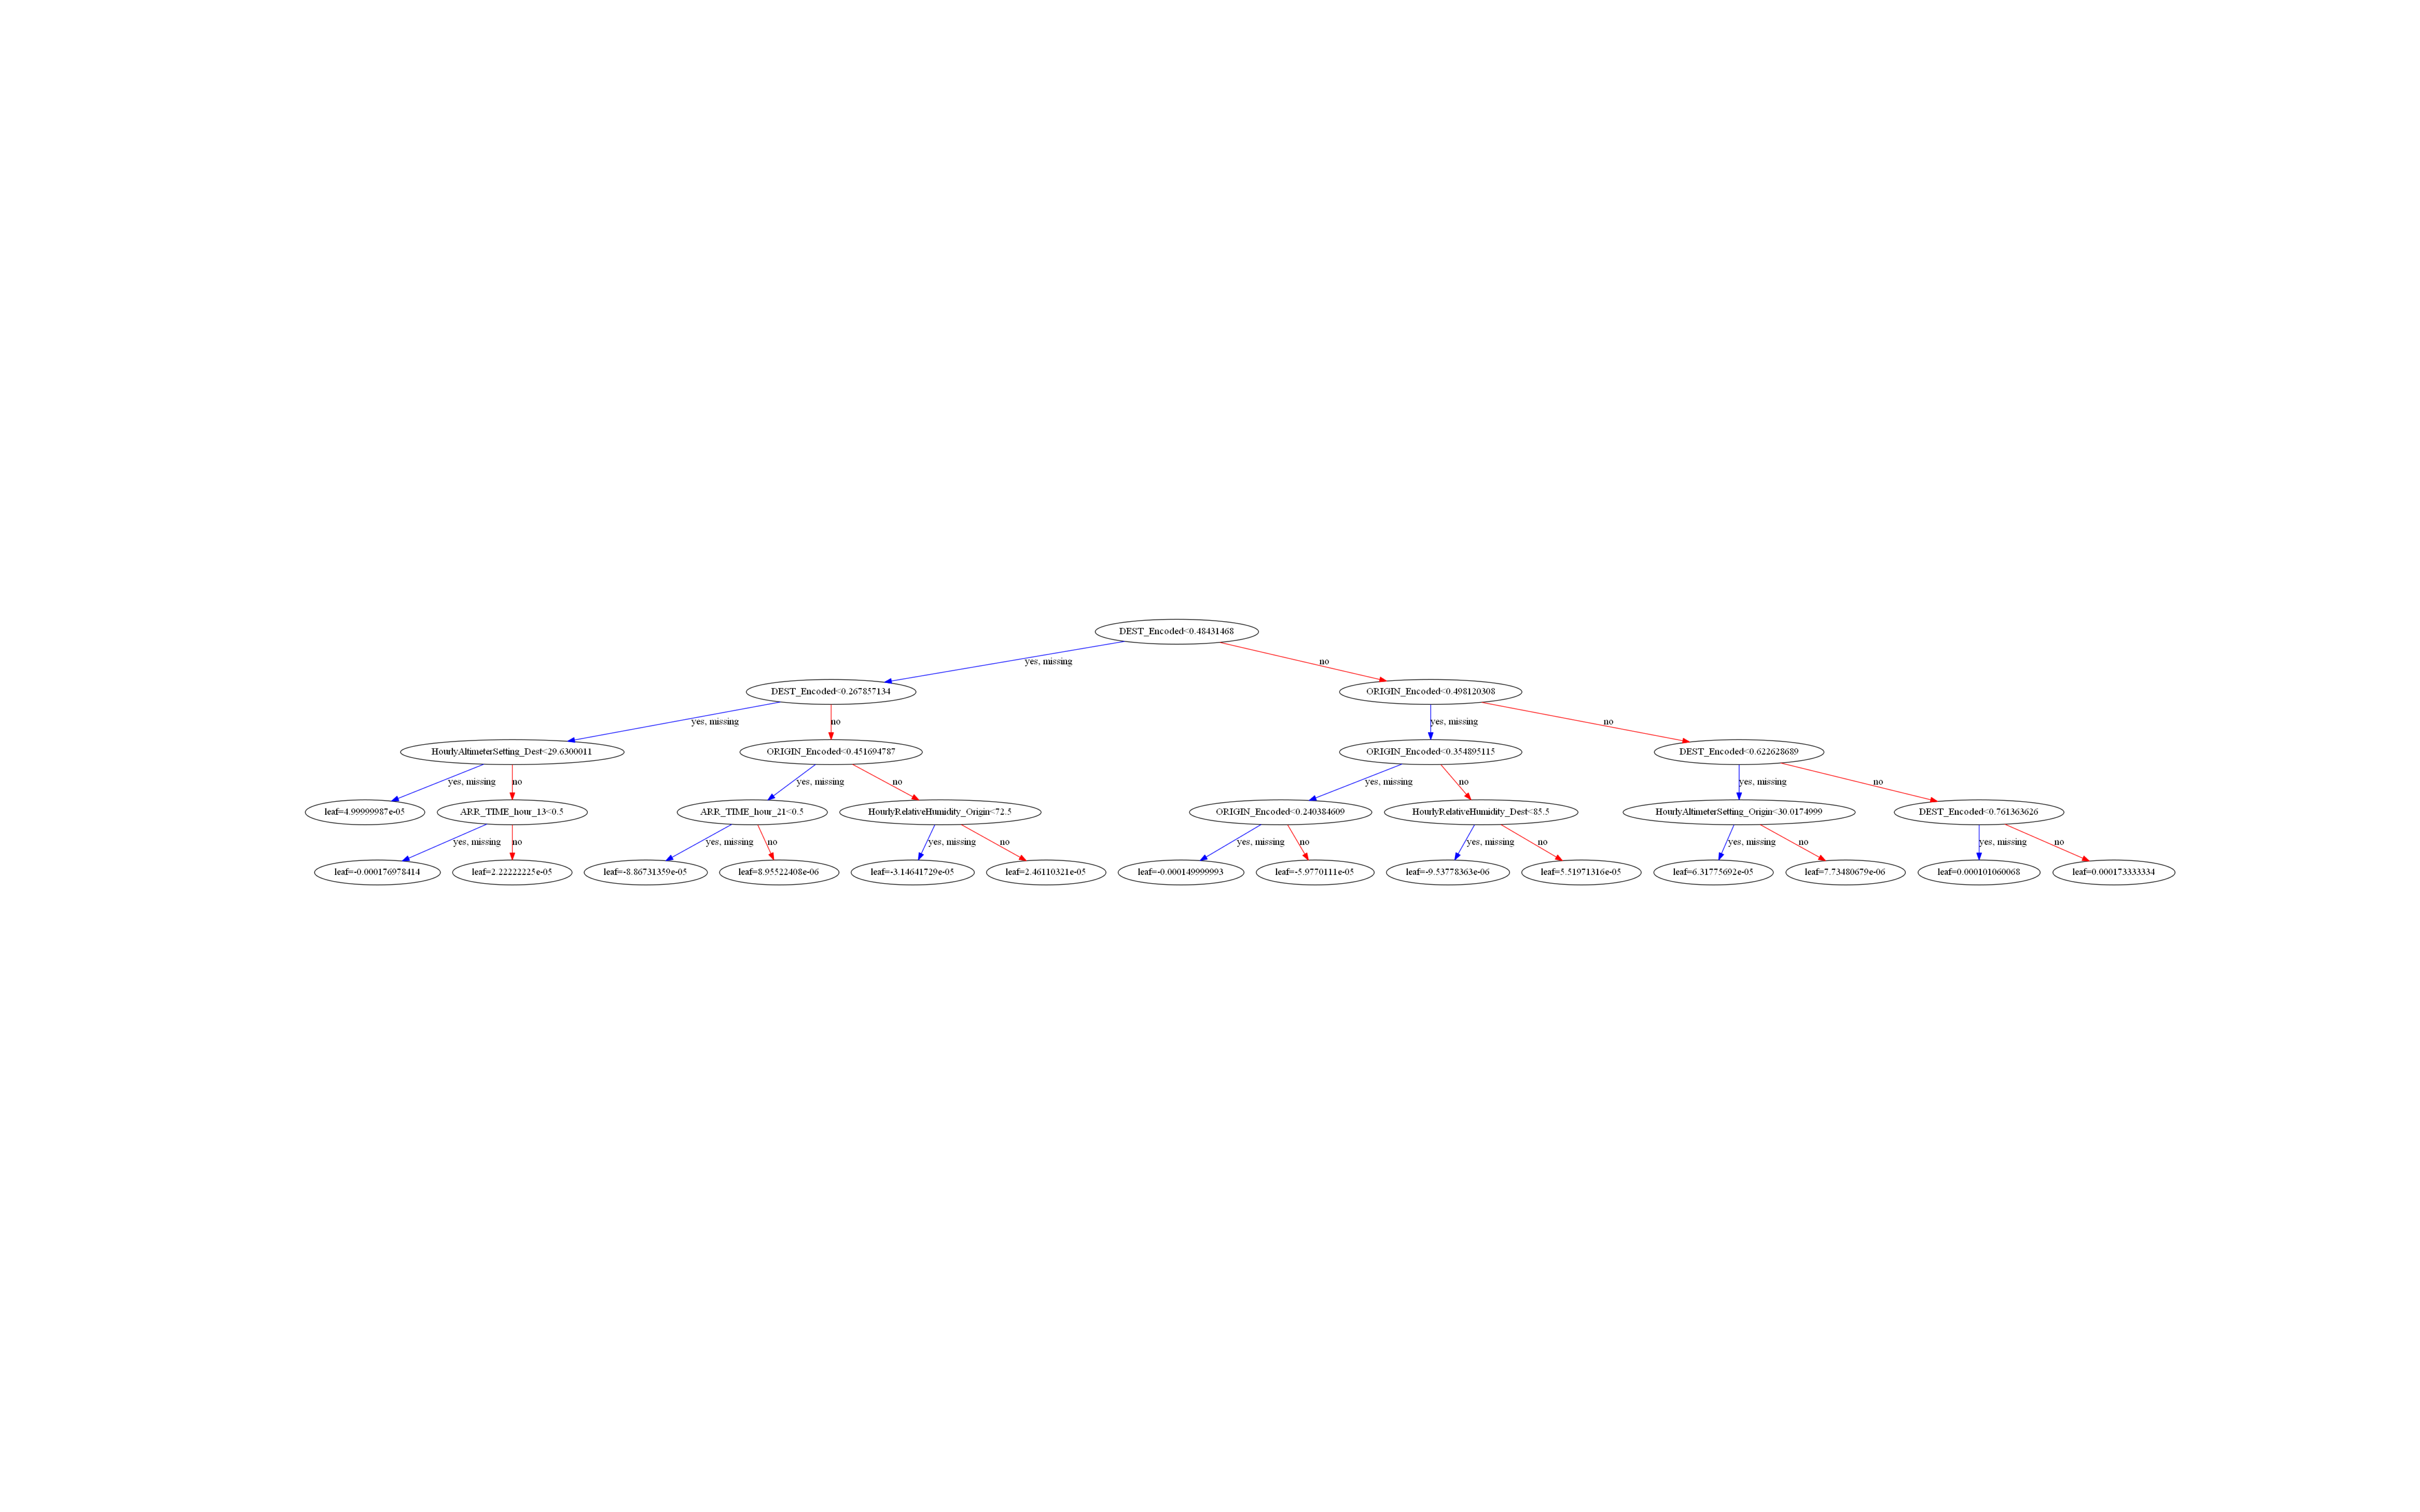 DEST_Encoded<0.48431468
yes, missing
no
DEST_Encoded<0.267857134
ORIGIN_Encoded<0.498120308
yes, missing
no
yes, missing
no
HourlyAltimeterSetting_Dest<29.6300011
ORIGIN_Encoded<0.451694787
ORIGIN_Encoded<0.354895115
DEST_Encoded<0.622628689
yes, missing
no
yes, missing
no
yes, missing
no
yes, missing
no
leaf=4.99999987e-05
ARR_TIME_hour_13<0.5
ARR_TIME_hour_21<0.5
HourlyRelativeHumidity_Origin<72.5
ORIGIN_Encoded<0.240384609
HourlyRelativeHumidity_Dest<85.5
HourlyAltimeterSetting_Origin<30.0174999
DEST_Encoded<0.761363626
yes, missing
no
yes, missing
no
yes, missing
no
yes, missing
no
yes, missing
no
yes, missing
no
yes, missing
no
leaf=-0.000176978414
leaf=2.22222225e-05
leaf=-8.86731359e-05
leaf=8.95522408e-06
leaf=-3.14641729e-05
leaf=2.46110321e-05
leaf=-0.000149999993
leaf=-5.9770111e-05
leaf=-9.53778363e-06
leaf=5.51971316e-05
leaf=6.31775692e-05
leaf=7.73480679e-06
leaf=0.000101060068
leaf=0.000173333334